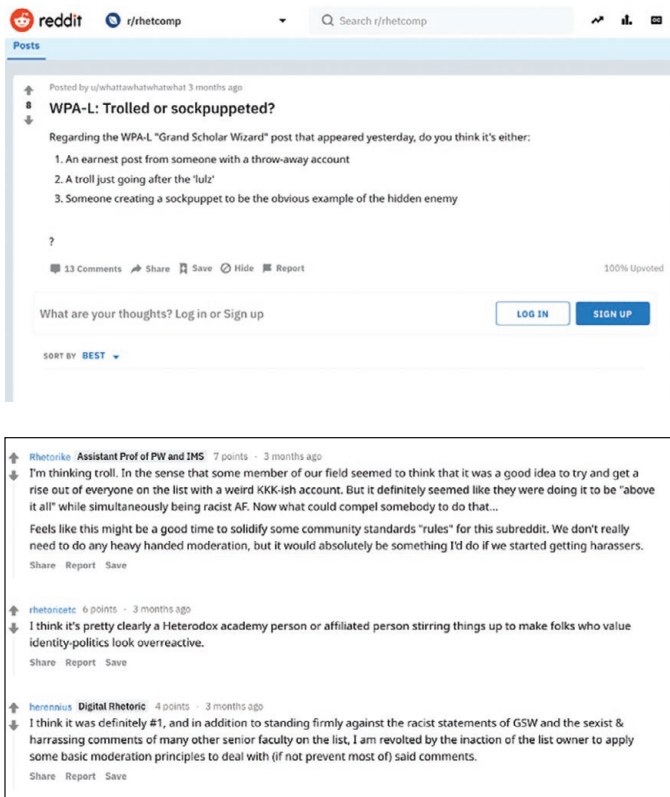 reddit r/rhetcomp Search r/rhetcomp
Posts
Posted by u/whattawhatwhatwhat 3 months ago
8
WPA-L: Trolled or sockpuppeted?
Regarding the WPA-L "Grand Scholar Wizard" post that appeared yesterday, do you think it's either:
1. An earnest post from someone with a throw-away account
2. A troll just going after the 'lulz'
3. Someone creating a sockpuppet to be the obvious example of the hidden enemy
?
13 Comments Share Save Hide Report 100% Upvoted
What are your thoughts? Log in or Sign up LOG IN SIGN UP
SORT BY BEST
Rhetorike Assistant Prof of PW and IMS 7 points · 3 months ago
I'm thinking troll. In the sense that some member of our field seemed to think that it was a good idea to try and get a
rise out of everyone on the list with a weird KKK-ish account. But it definitely seemed like they were doing it to be "above
it all" while simultaneously being racist AF. Now what could compel somebody to do that...
Feels like this might be a good time to solidify some community standards "rules" for this subreddit. We don't really
need to do any heavy handed moderation, but it would absolutely be something I'd do if we started getting harassers.
Share Report Save
rhetoricetc 6 points · 3 months ago
I think it's pretty clearly a Heterodox academy person or affiliated person stirring things up to make folks who value
identity-politics look overreactive.
Share Report Save
herennius Digital Rhetoric 4 points · 3 months ago
I think it was definitely #1, and in addition to standing firmly against the racist statements of GSW and the sexist &
harrassing comments of many other senior faculty on the list, I am revolted by the inaction of the list owner to apply
some basic moderation principles to deal with (if not prevent most of) said comments.
Share Report Save